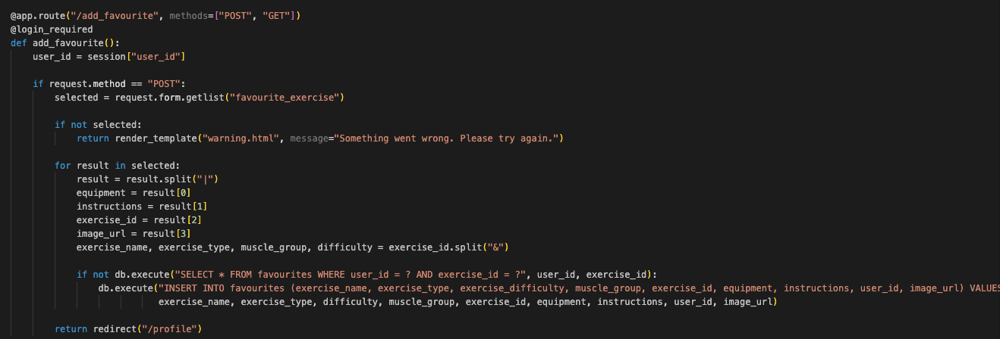 @app.route("/add_favourite", methods=["POST", "GET"])
@login_required
def add_favourite():
    user_id = session["user_id"]

    if request.method == "POST":
        selected = request.form.getlist("favourite_exercise")

        if not selected:
            return render_template("warning.html", message="Something went wrong. Please try again.")

        for result in selected:
            result = result.split("|")
            equipment = result[0]
            instructions = result[1]
            exercise_id = result[2]
            image_url = result[3]
            exercise_name, exercise_type, muscle_group, difficulty = exercise_id.split("&")

            if not db.execute("SELECT * FROM favourites WHERE user_id = ? AND exercise_id = ?", user_id, exercise_id):
                db.execute("INSERT INTO favourites (exercise_name, exercise_type, exercise_difficulty, muscle_group, exercise_id, equipment, instructions, user_id, image_url) VALUES
                           exercise_name, exercise_type, difficulty, muscle_group, exercise_id, equipment, instructions, user_id, image_url)

        return redirect("/profile")